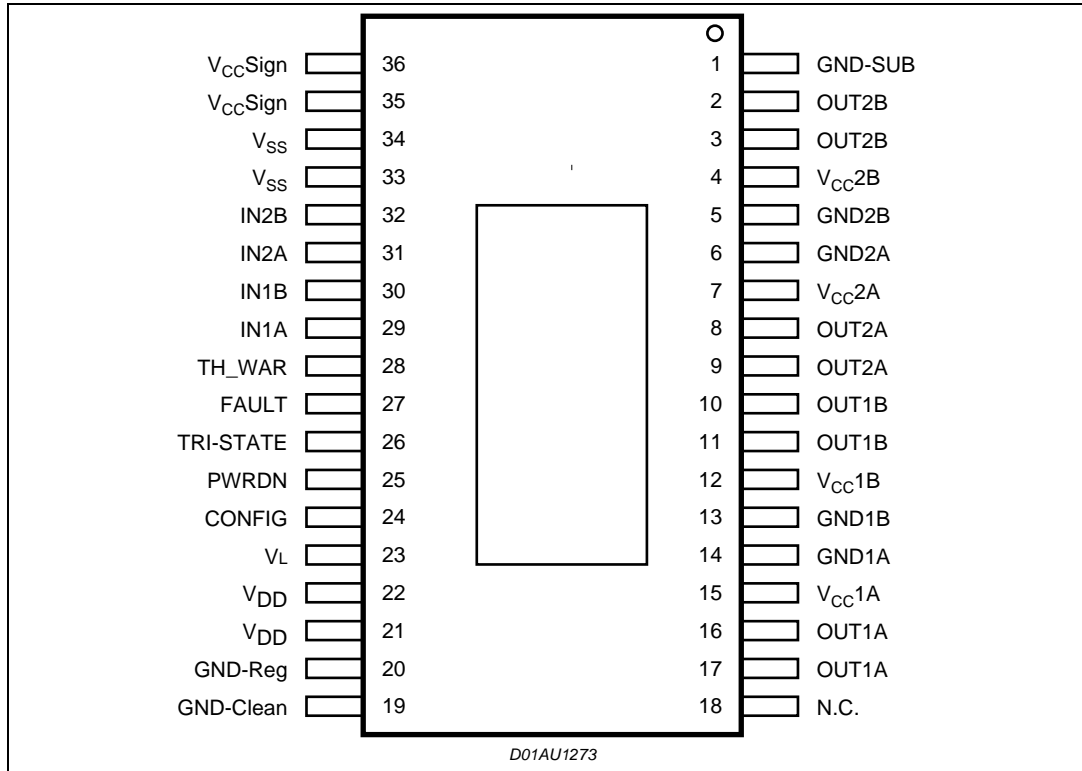 VCCSign 36 1 GND-SUB
VCCSign 35 2 OUT2B
VSS 34 3 OUT2B
VSS 33 4 VCC2B
IN2B 32 5 GND2B
IN2A 31 6 GND2A
IN1B 30 7 VCC2A
IN1A 29 8 OUT2A
TH_WAR 28 9 OUT2A
FAULT 27 10 OUT1B
TRI-STATE 26 11 OUT1B
PWRDN 25 12 VCC1B
CONFIG 24 13 GND1B
VL 23 14 GND1A
VDD 22 15 VCC1A
VDD 21 16 OUT1A
GND-Reg 20 17 OUT1A
GND-Clean 19 18 N.C.
D01AU1273